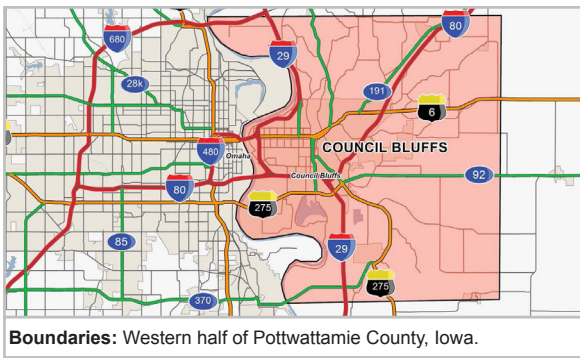 680
80
29
28k
191
6
480
Omaha
COUNCIL BLUFFS
Council Bluffs
92
80
275
85
29
275
370
Boundaries: Western half of Pottwattamie County, Iowa.